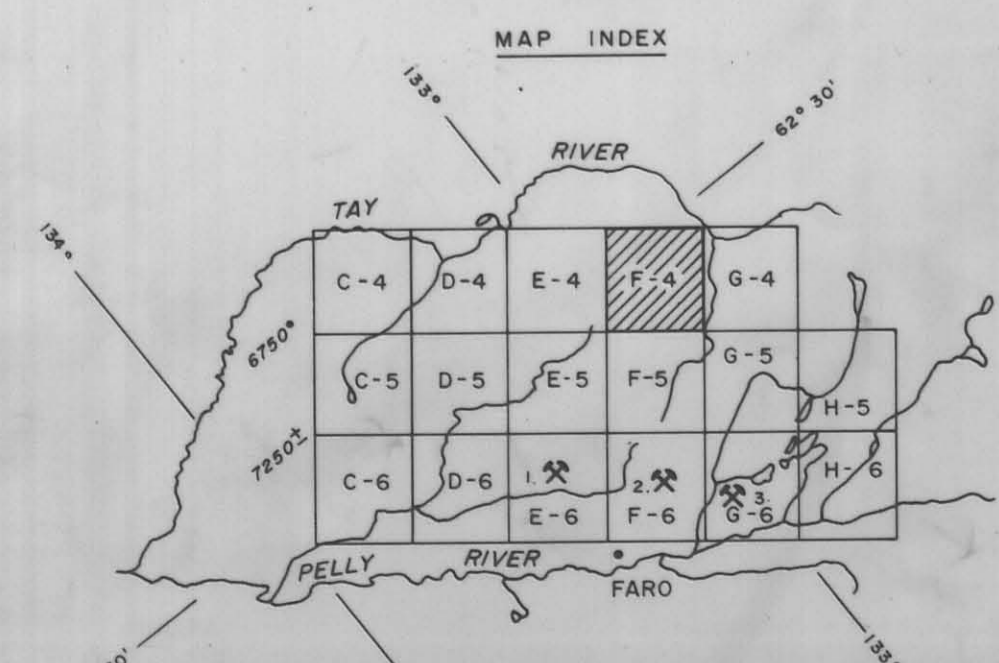 MAP INDEX
133°
62° 30'
RIVER
TAY
134°
C-4 D-4 E-4 F-4 G-4
6750°
G-5
C-5 D-5 E-5 F-5
H-5
7250±
C-6 D-6 1. 2. 3. H-6
E-6 F-6 G-6
PELLY RIVER
FARO